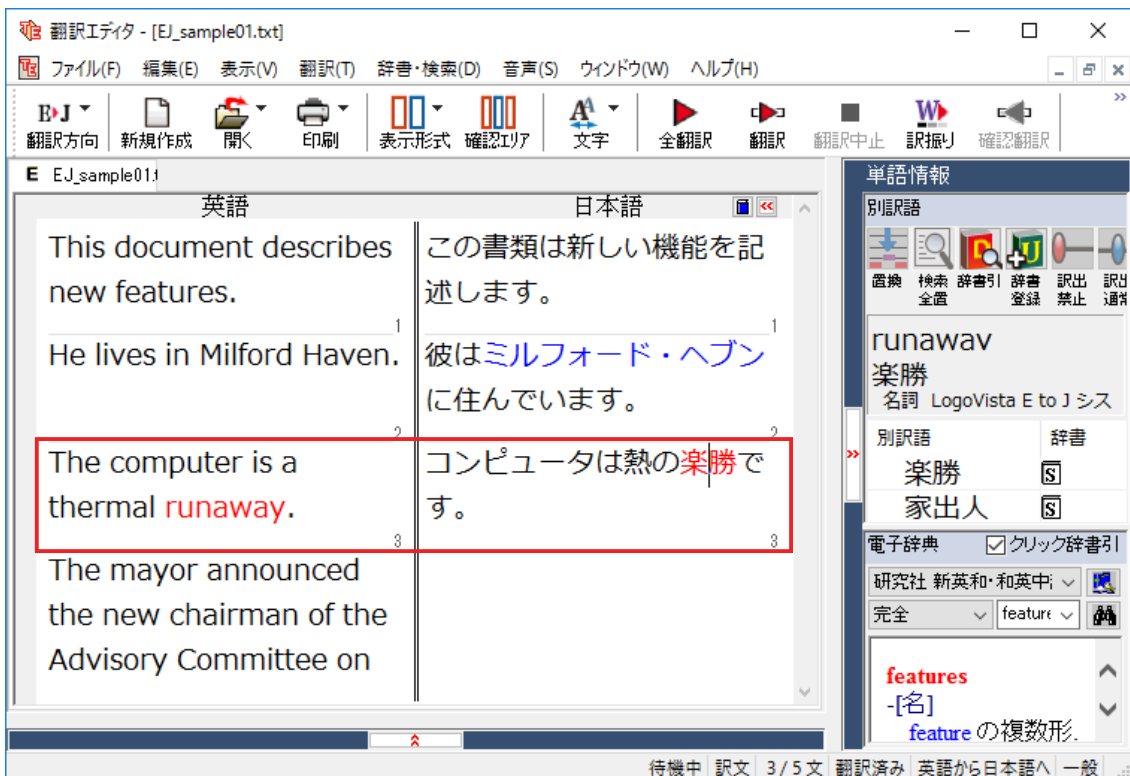 翻訳エディタ - [EJ_sample01.txt]
ファイル(F) 編集(E) 表示(V) 翻訳(T) 辞書・検索(D) 音声(S) ウィンドウ(W) ヘルプ(H)
E▸J
翻訳方向 新規作成 開く 印刷 表示形式 確認エリア 文字 全翻訳 翻訳 翻訳中止 訳振り 確認翻訳
E EJ_sample01.t
英語 日本語
This document describes
new features.
1
この書類は新しい機能を記
述します。
1
He lives in Milford Haven.
2
彼はミルフォード・ヘブン
に住んでいます。
2
The computer is a
thermal runaway.
3
コンピュータは熱の楽勝で
す。
3
The mayor announced
the new chairman of the
Advisory Committee on
単語情報
別訳語
置換 検索 辞書引 辞書 訳出 訳出
全置 登録 禁止 通常
runaway
楽勝
名詞 LogoVista E to J シス
別訳語 辞書
楽勝 S
家出人 S
電子辞典 クリック辞書引
研究社 新英和・和英中
完全 feature
features
-[名]
feature の複数形.
待機中 訳文 3 / 5 文 翻訳済み 英語から日本語へ 一般